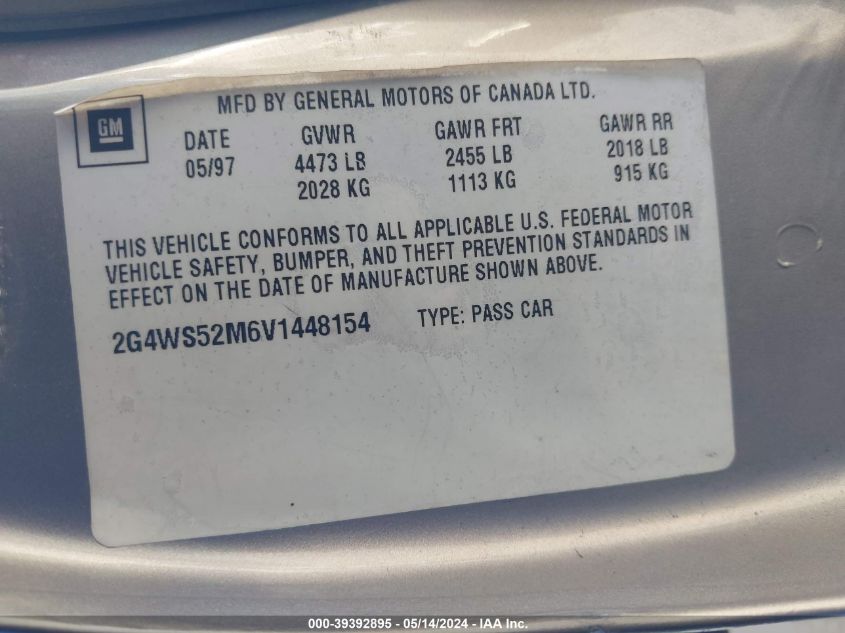 MFD BY GENERAL MOTORS OF CANADA LTD.
GM
DATE GVWR GAWR FRT GAWR RR
05/97 4473 LB 2455 LB 2018 LB
2028 KG 1113 KG 915 KG
THIS VEHICLE CONFORMS TO ALL APPLICABLE U.S. FEDERAL MOTOR
VEHICLE SAFETY, BUMPER, AND THEFT PREVENTION STANDARDS IN
EFFECT ON THE DATE OF MANUFACTURE SHOWN ABOVE.
2G4WS52M6V1448154 TYPE: PASS CAR
000-39392895 - 05/14/2024 - IAA Inc.